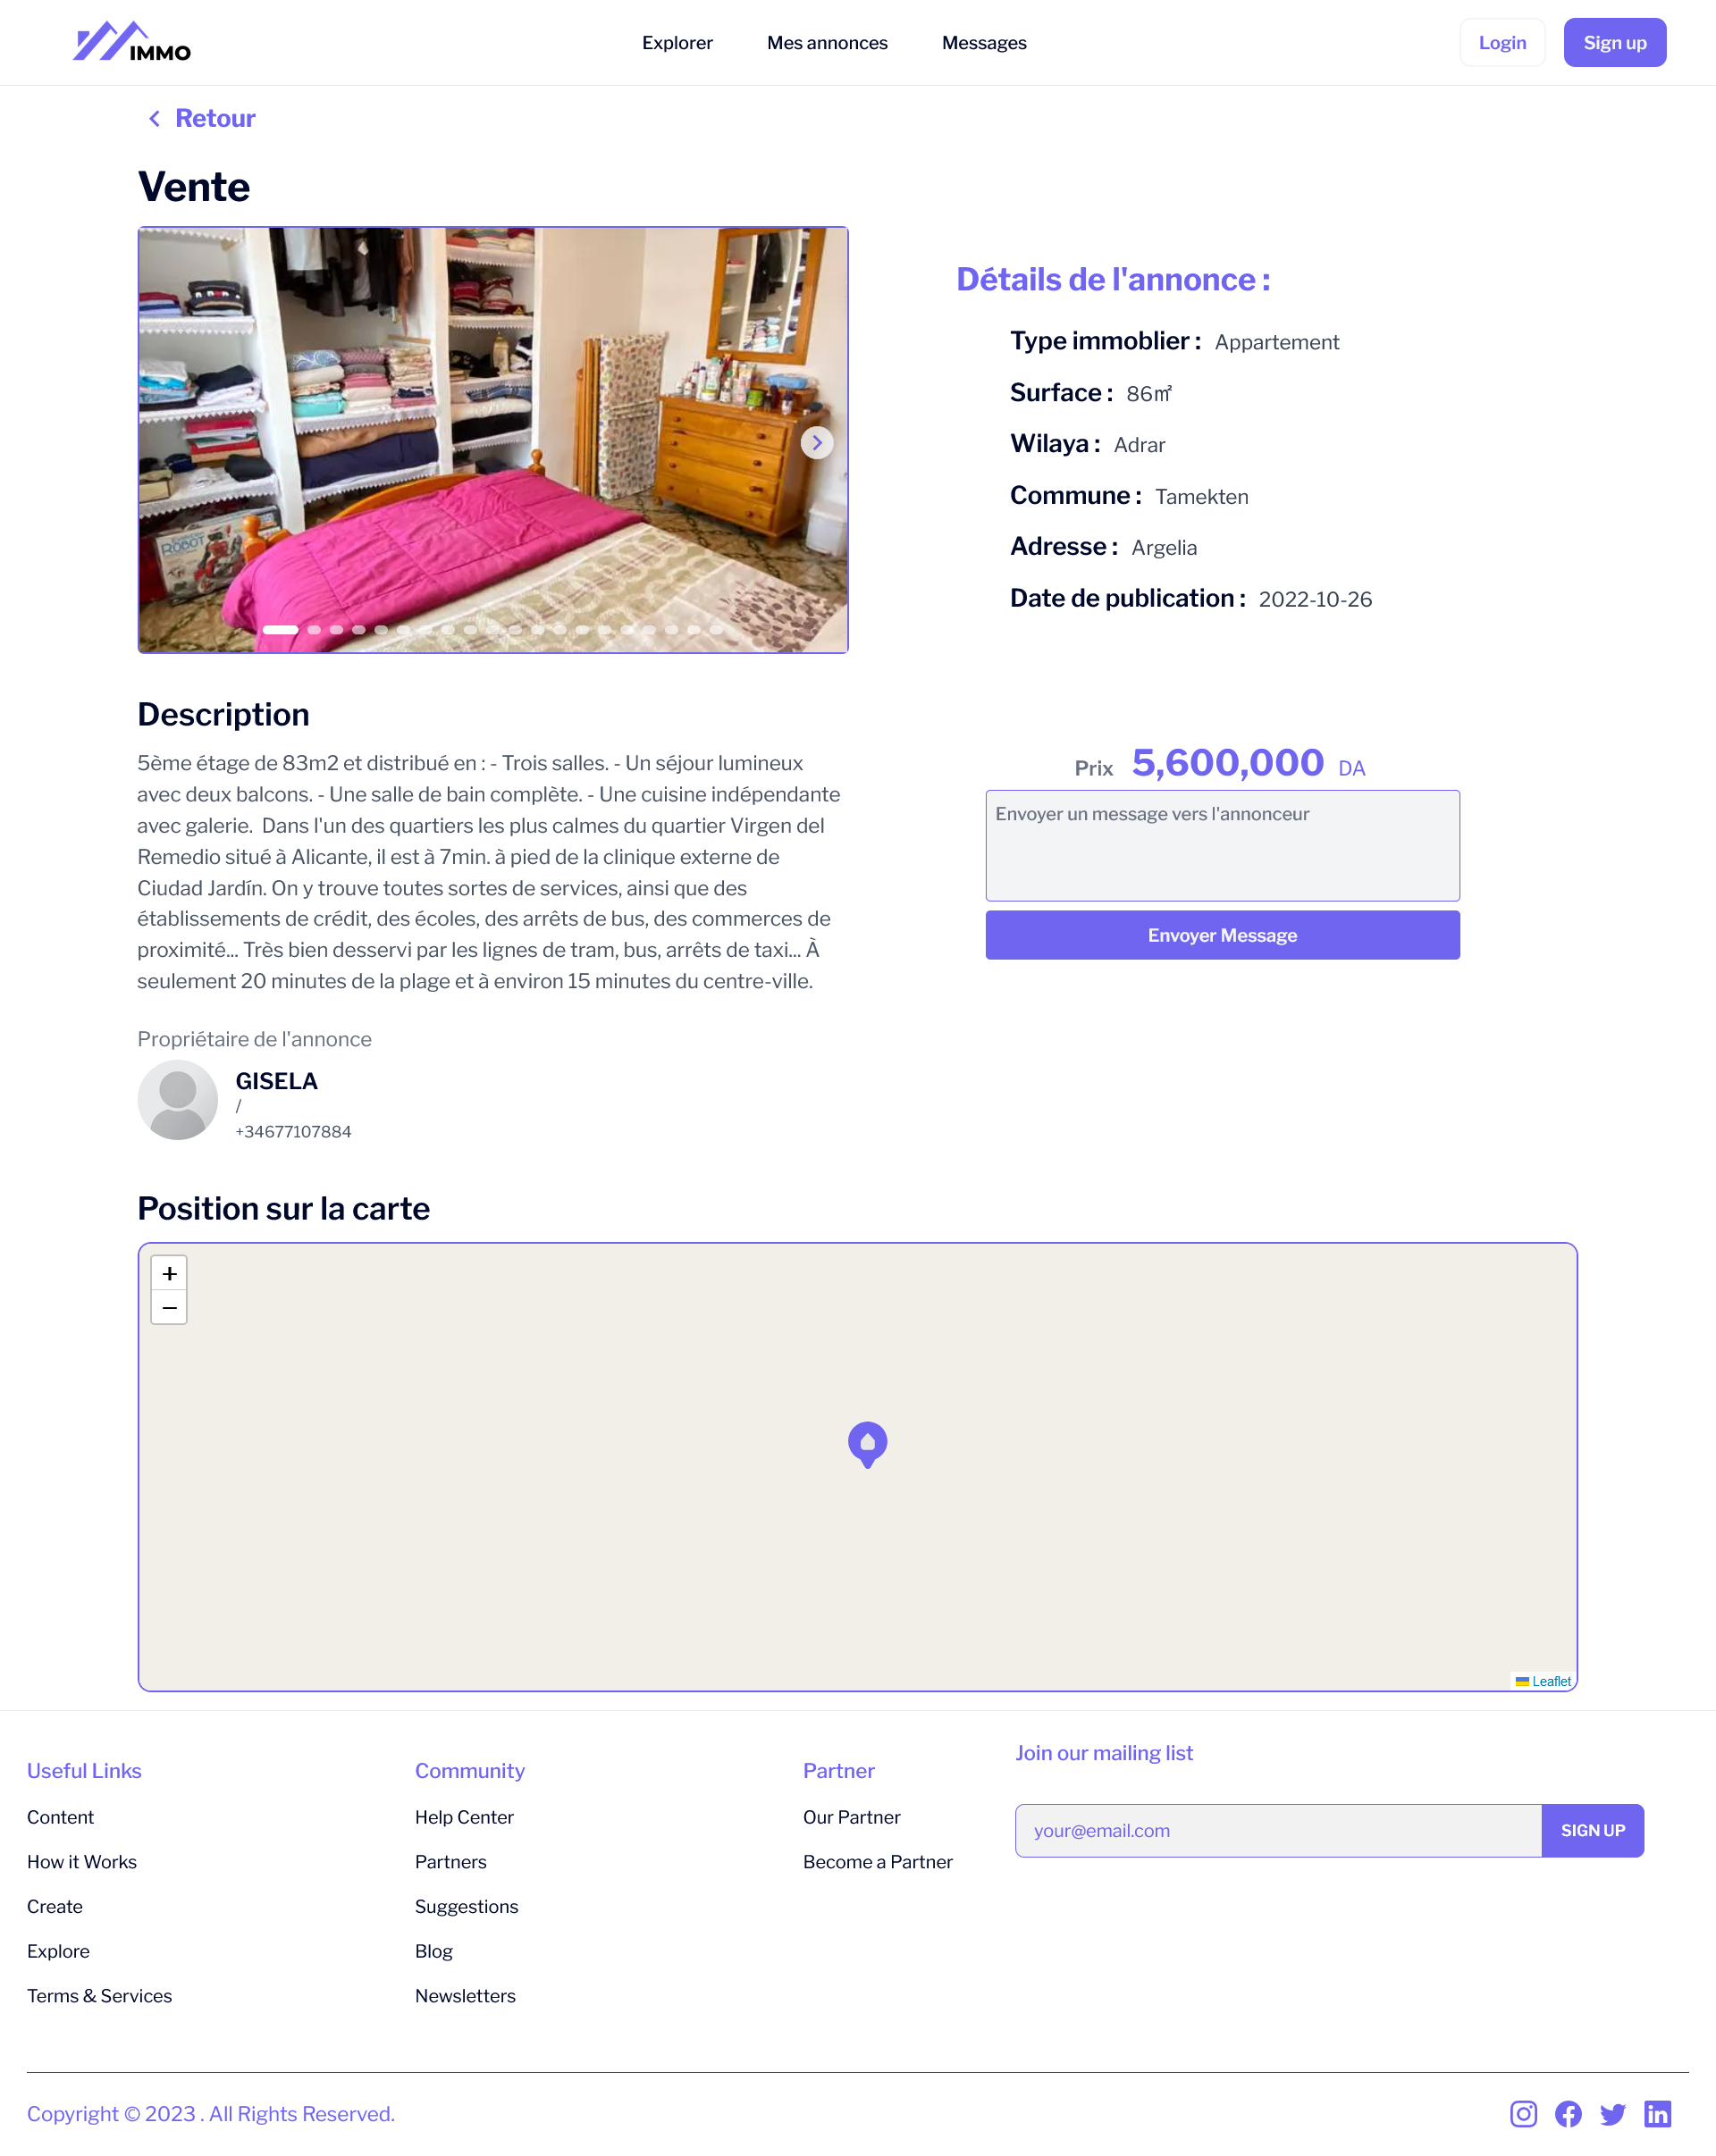 IMMO
Explorer
Mes annonces
Messages
Login
Sign up
Retour
Vente
ROBOT
Détails de l'annonce :
Type immoblier : Appartement
Surface : 86㎡
Wilaya : Adrar
Commune : Tamekten
Adresse : Argelia
Date de publication : 2022-10-26
Description
5ème étage de 83m2 et distribué en : - Trois salles. - Un séjour lumineux
avec deux balcons. - Une salle de bain complète. - Une cuisine indépendante
avec galerie.  Dans l'un des quartiers les plus calmes du quartier Virgen del
Remedio situé à Alicante, il est à 7min. à pied de la clinique externe de
Ciudad Jardín. On y trouve toutes sortes de services, ainsi que des
établissements de crédit, des écoles, des arrêts de bus, des commerces de
proximité... Très bien desservi par les lignes de tram, bus, arrêts de taxi... À
seulement 20 minutes de la plage et à environ 15 minutes du centre-ville.
Prix 5,600,000 DA
Envoyer un message vers l'annonceur
Envoyer Message
Propriétaire de l'annonce
GISELA
/
+34677107884
Position sur la carte
+
−
Leaflet
Useful Links
Content
How it Works
Create
Explore
Terms & Services
Community
Help Center
Partners
Suggestions
Blog
Newsletters
Partner
Our Partner
Become a Partner
Join our mailing list
your@email.com
SIGN UP
Copyright © 2023 . All Rights Reserved.